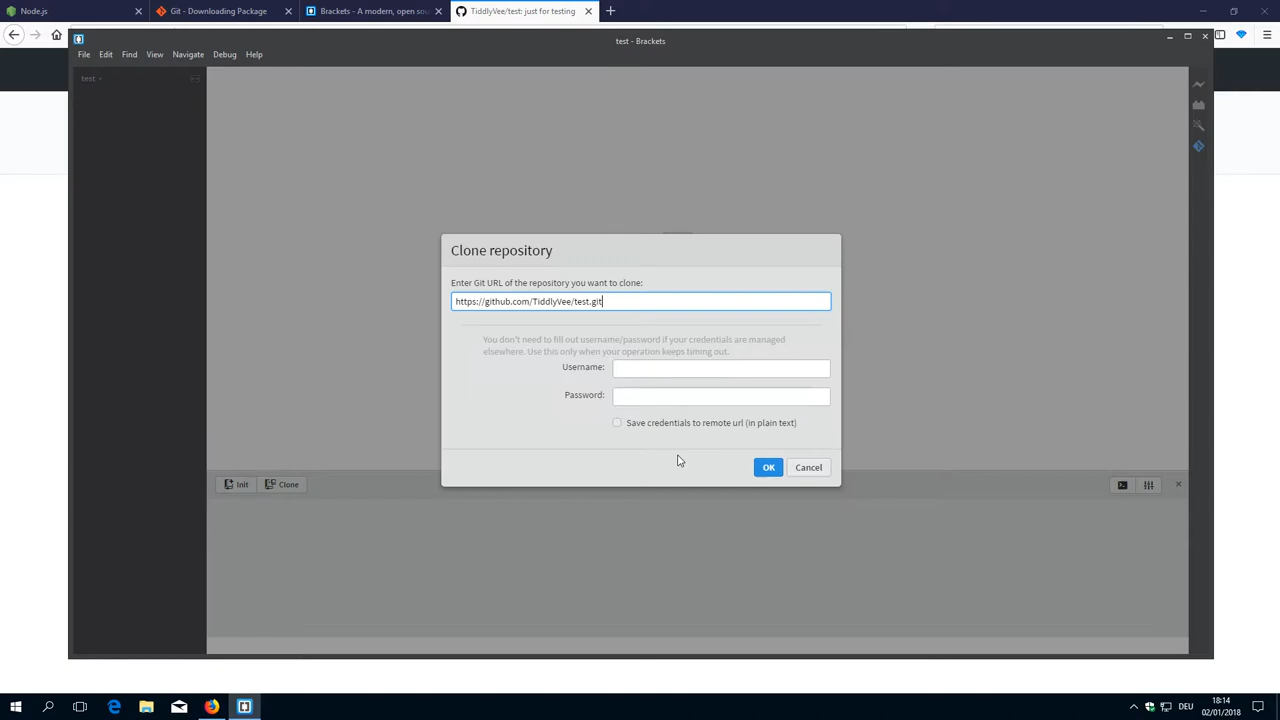 Node.js
Git - Downloading Package
Brackets - A modern, open sou
TiddlyVee/test: just for testing
test - Brackets
File Edit Find View Navigate Debug Help
test
Clone repository
Enter Git URL of the repository you want to clone:
https://github.com/TiddlyVee/test.git
You don't need to fill out username/password if your credentials are managed
elsewhere. Use this only when your operation keeps timing out.
Username:
Password:
Save credentials to remote url (in plain text)
OK Cancel
Init Clone
DEU
18:14
02/01/2018